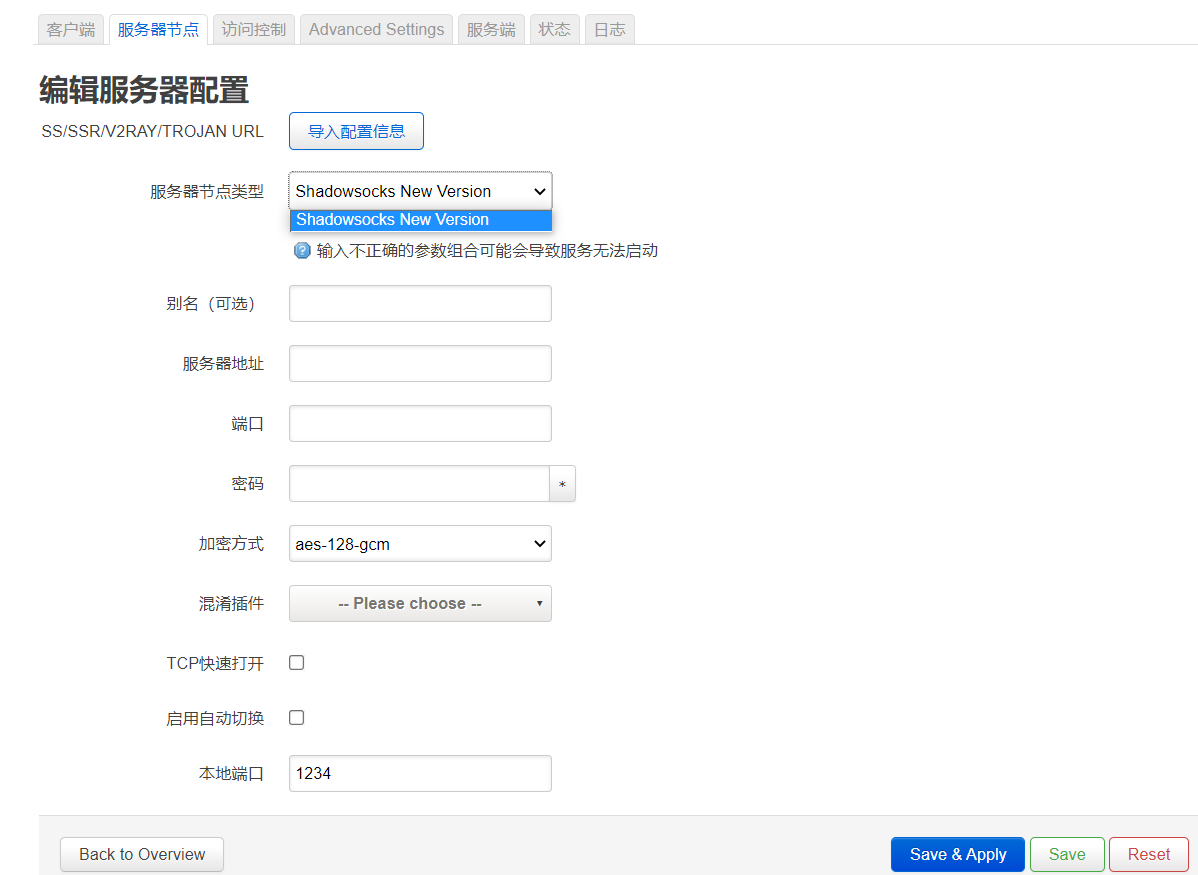 客户端 服务器节点 访问控制 Advanced Settings 服务端 状态 日志
编辑服务器配置
SS/SSR/V2RAY/TROJAN URL 导入配置信息
服务器节点类型 Shadowsocks New Version
Shadowsocks New Version
? 输入不正确的参数组合可能会导致服务无法启动
别名（可选）
服务器地址
端口
密码 *
加密方式 aes-128-gcm
混淆插件 -- Please choose --
TCP快速打开
启用自动切换
本地端口 1234
Back to Overview Save & Apply Save Reset